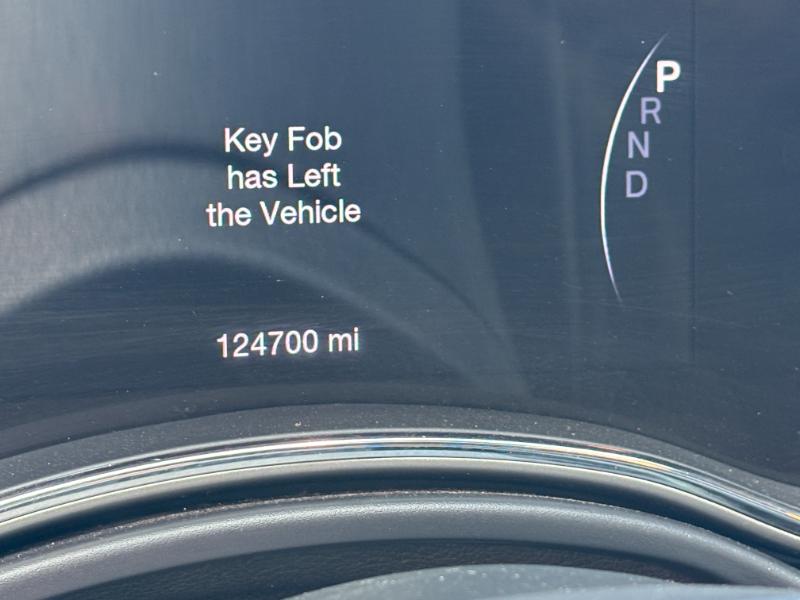 Key Fob
has Left
the Vehicle
124700 mi
P
R
N
D